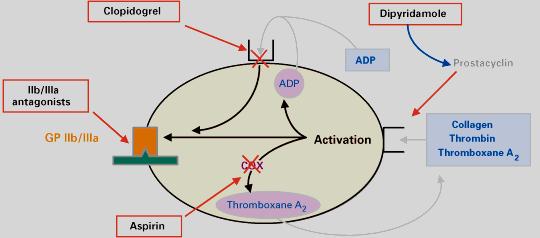 Clopidogrel
Dipyridamole
ADP
Prostacyclin
ADP
IIb/IIIa
antagonists
GP IIb/IIIa
Activation
Collagen
Thrombin
Thromboxane A2
COX
Thromboxane A2
Aspirin